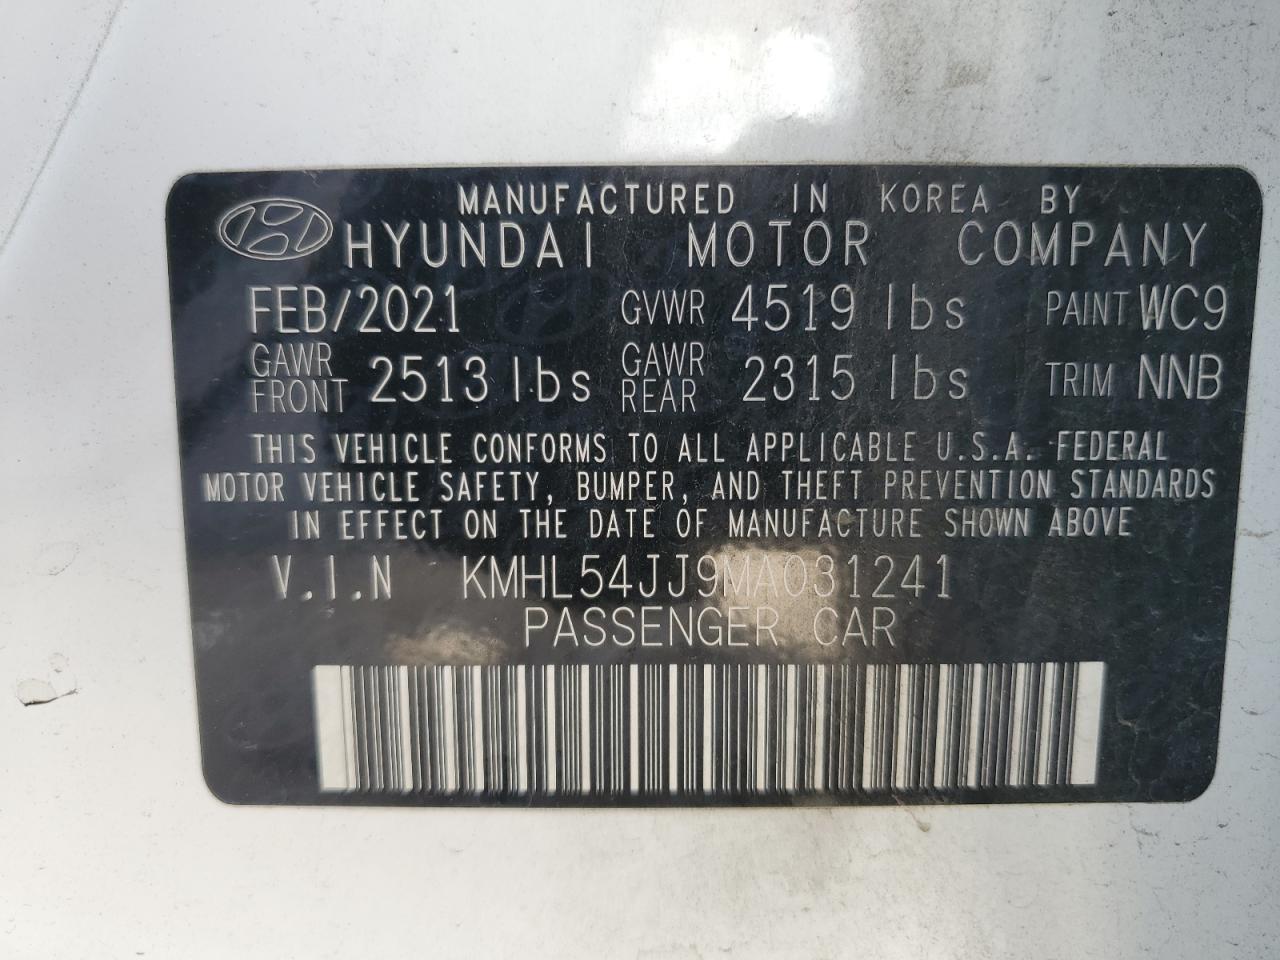 MANUFACTURED IN KOREA BY
HYUNDAI MOTOR COMPANY
FEB/2021 GVWR 4519 lbs PAINT WC9
GAWR FRONT 2513 lbs GAWR REAR 2315 lbs TRIM NNB
THIS VEHICLE CONFORMS TO ALL APPLICABLE U.S.A. FEDERAL
MOTOR VEHICLE SAFETY, BUMPER, AND THEFT PREVENTION STANDARDS
IN EFFECT ON THE DATE OF MANUFACTURE SHOWN ABOVE
V.I.N KMHL54JJ9MA031241
PASSENGER CAR